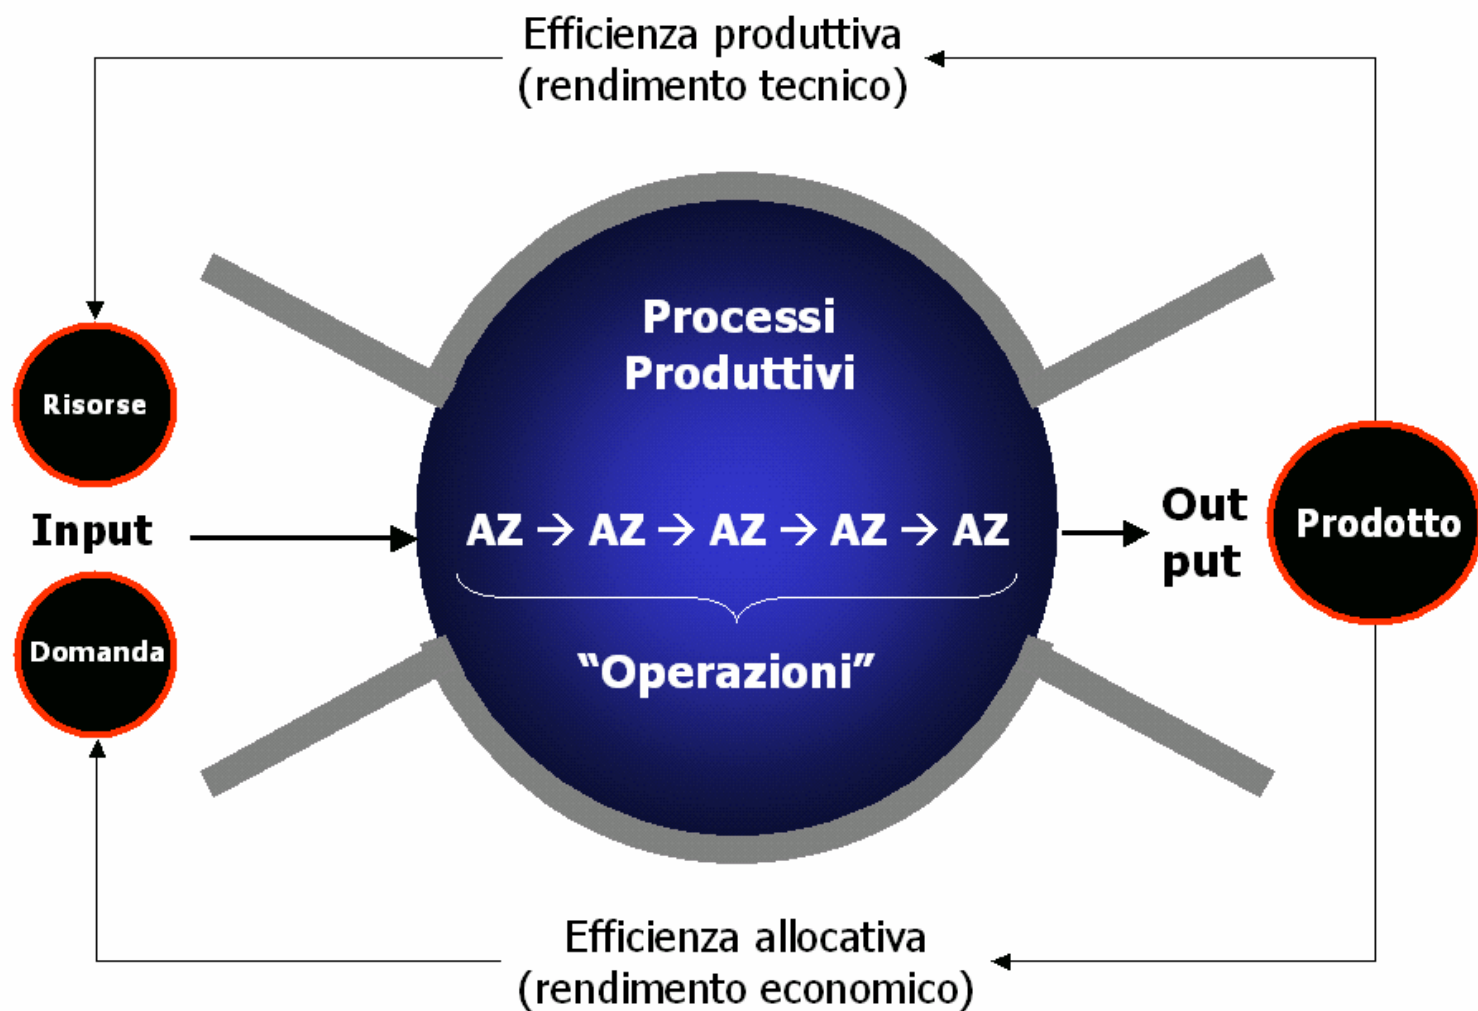 Efficienza produttiva
(rendimento tecnico)
Processi
Produttivi
Risorse
Input
Domanda
AZ → AZ → AZ → AZ → AZ
"Operazioni"
Out
put
Prodotto
Efficienza allocativa
(rendimento economico)